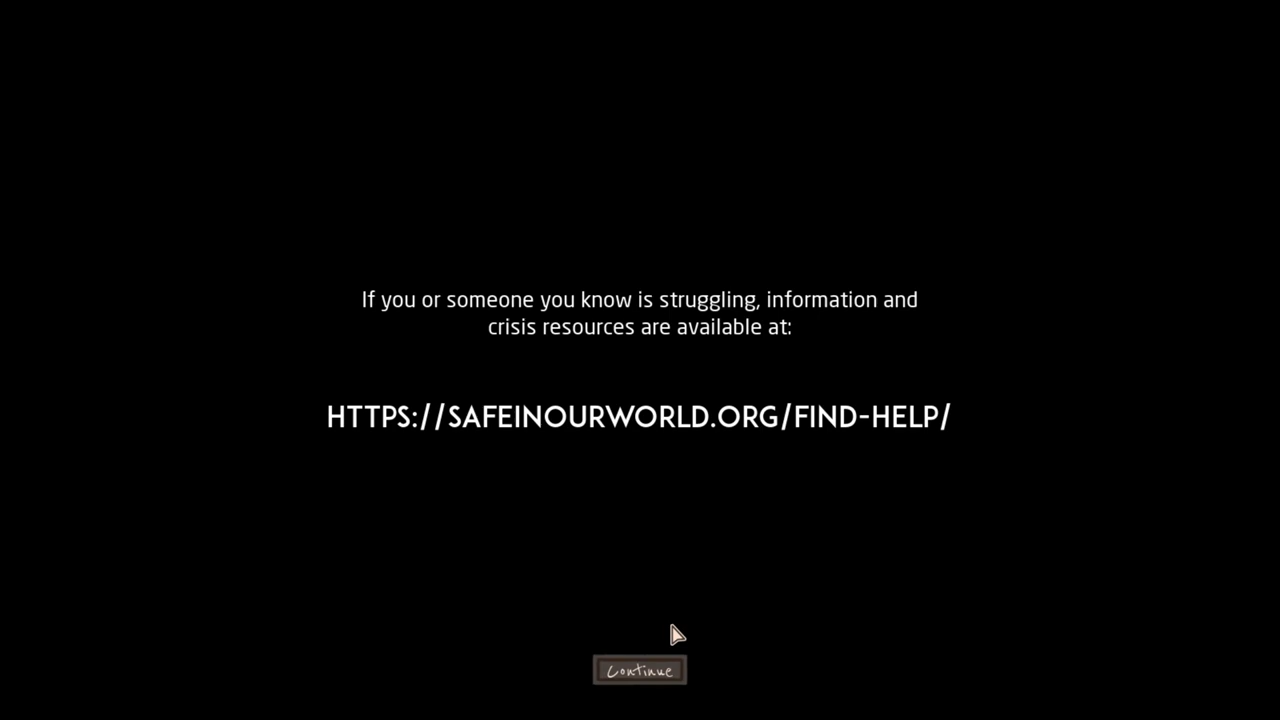 If you or someone you know is struggling, information and
crisis resources are available at:
HTTPS://SAFEINOURWORLD.ORG/FIND-HELP/
Continue